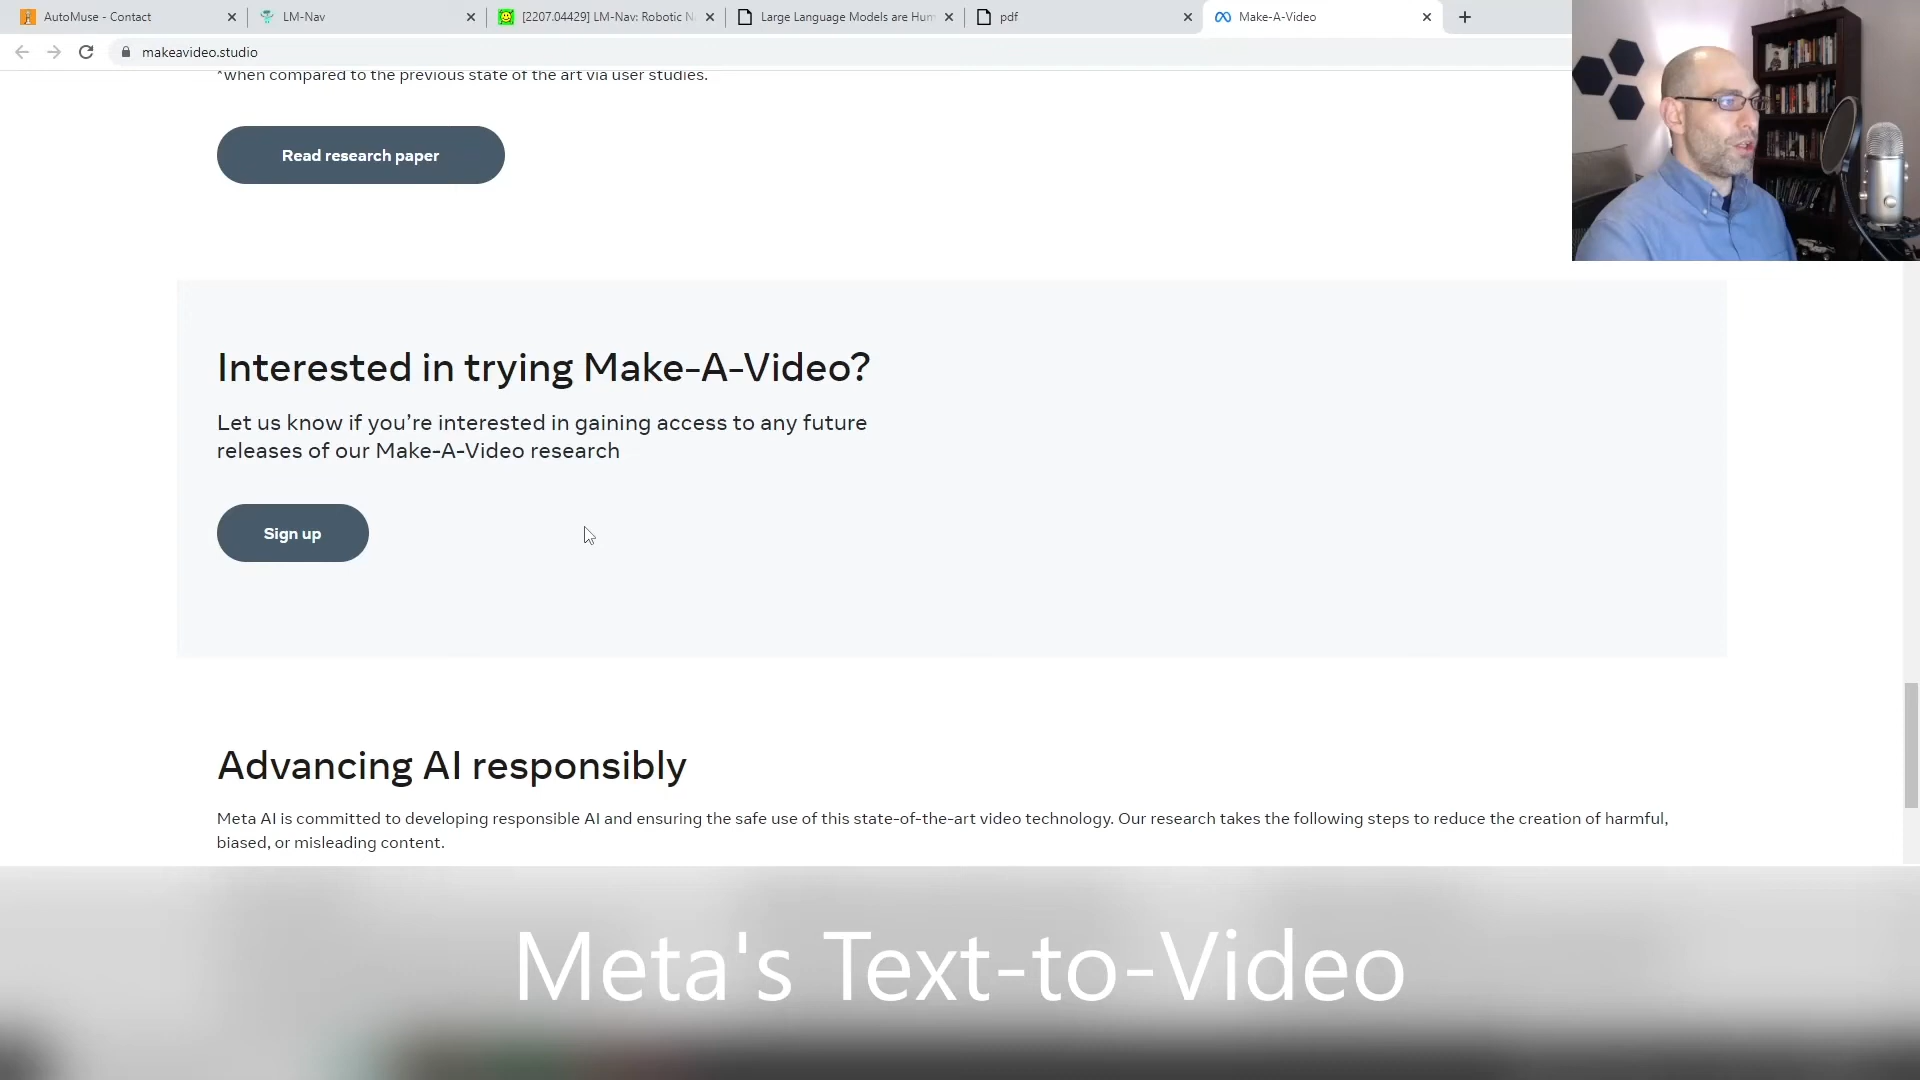 AutoMuse - Contact
LM-Nav
[2207.04429] LM-Nav: Robotic N
Large Language Models are Hum
pdf
Make-A-Video
makeavideo.studio
*when compared to the previous state of the art via user studies.
Read research paper
Interested in trying Make-A-Video?
Let us know if you’re interested in gaining access to any future
releases of our Make-A-Video research
Sign up
Advancing AI responsibly
Meta AI is committed to developing responsible AI and ensuring the safe use of this state-of-the-art video technology. Our research takes the following steps to reduce the creation of harmful,
biased, or misleading content.
Meta's Text-to-Video